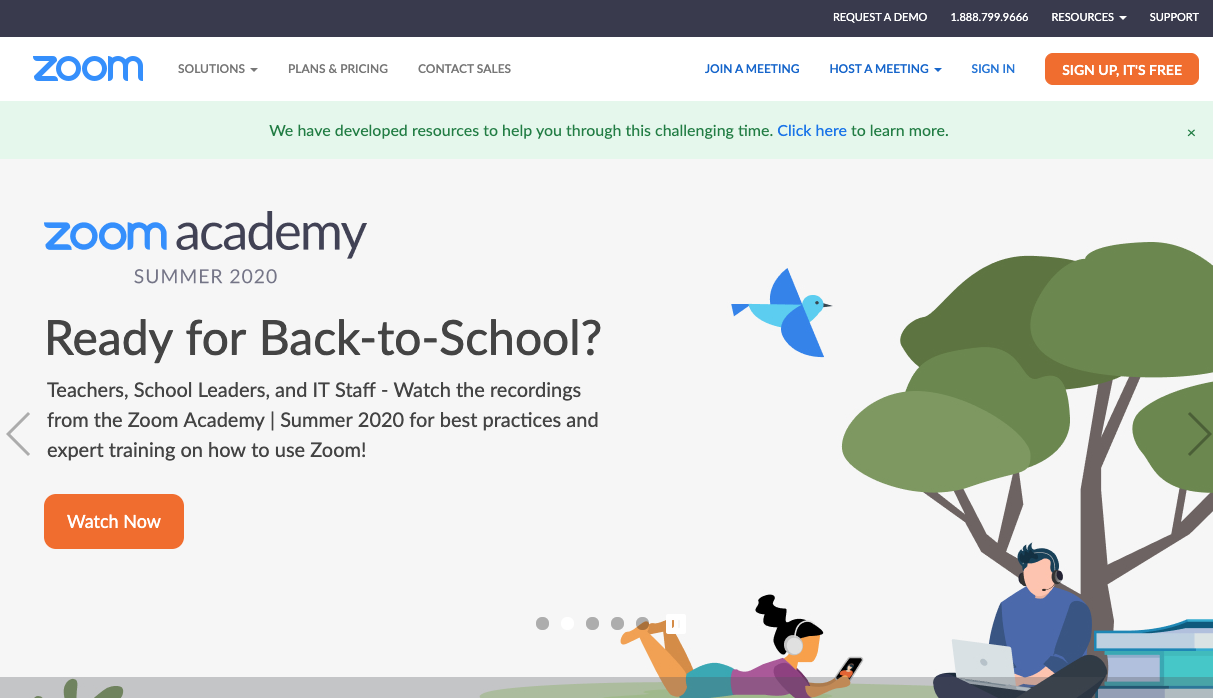 REQUEST A DEMO 1.888.799.9666 RESOURCES SUPPORT
zoom SOLUTIONS PLANS & PRICING CONTACT SALES JOIN A MEETING HOST A MEETING SIGN IN SIGN UP, IT'S FREE
We have developed resources to help you through this challenging time. Click here to learn more. ×
zoom academy
SUMMER 2020
Ready for Back-to-School?
Teachers, School Leaders, and IT Staff - Watch the recordings
from the Zoom Academy | Summer 2020 for best practices and
expert training on how to use Zoom!
Watch Now